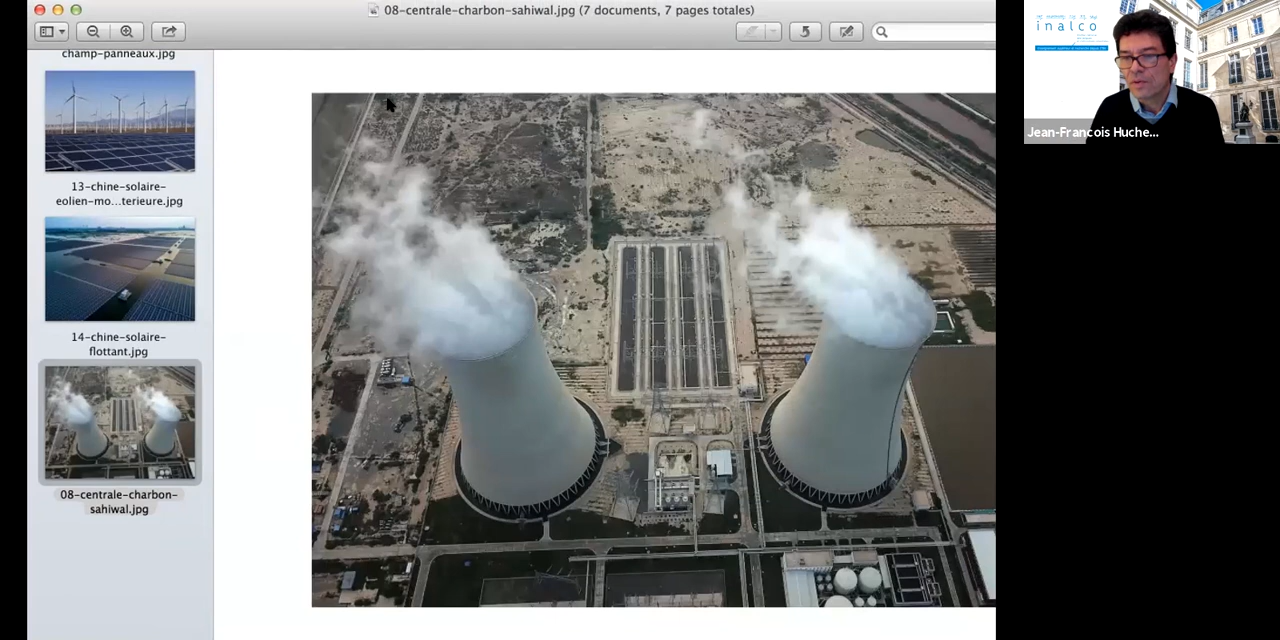 08-centrale-charbon-sahiwal.jpg (7 documents, 7 pages totales)
champ-panneaux.jpg
13-chine-solaire-
eolien-mo...terieure.jpg
14-chine-solaire-
flottant.jpg
08-centrale-charbon-
sahiwal.jpg
inalco
Jean-Francois Huche...